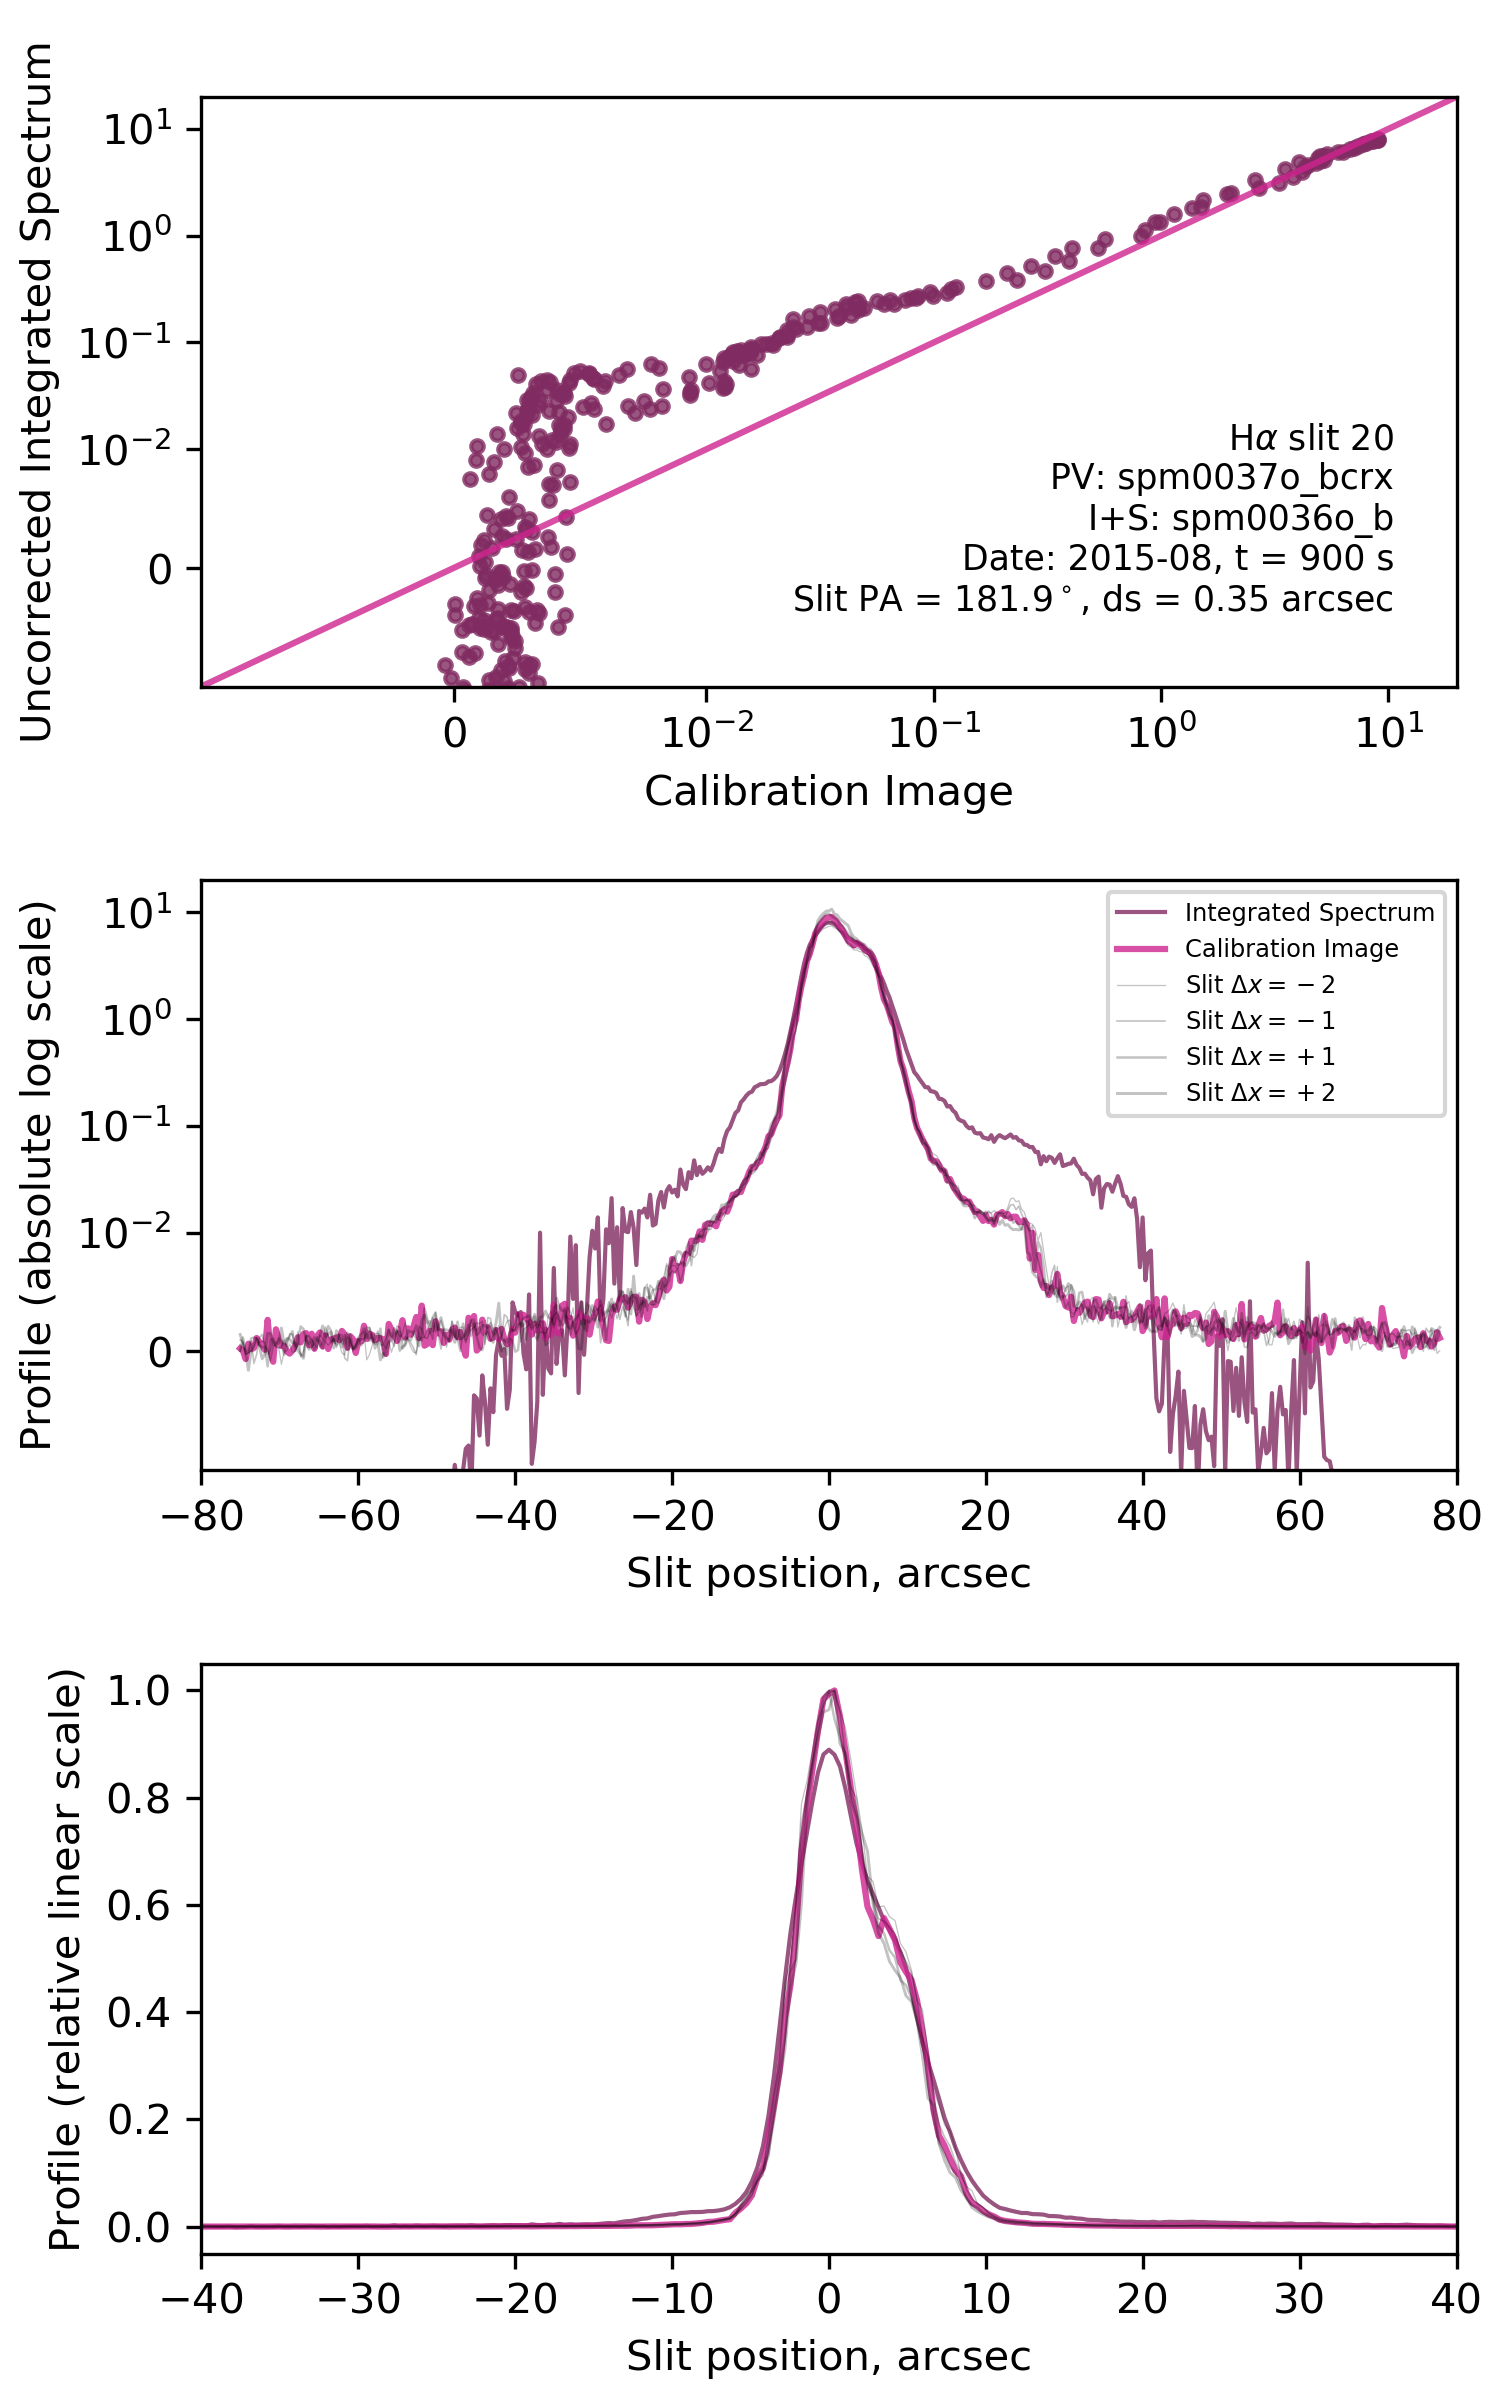 Uncorrected Integrated Spectrum
10¹
10⁰
10⁻¹
10⁻²
0
Hα slit 20
PV: spm0037o_bcrx
I+S: spm0036o_b
Date: 2015-08, t = 900 s
Slit PA = 181.9°, ds = 0.35 arcsec
0 10⁻² 10⁻¹ 10⁰ 10¹
Calibration Image
Profile (absolute log scale)
10¹
10⁰
10⁻¹
10⁻²
0
Integrated Spectrum
Calibration Image
Slit Δx = − 2
Slit Δx = − 1
Slit Δx = + 1
Slit Δx = + 2
−80 −60 −40 −20 0 20 40 60 80
Slit position, arcsec
Profile (relative linear scale)
1.0
0.8
0.6
0.4
0.2
0.0
−40 −30 −20 −10 0 10 20 30 40
Slit position, arcsec